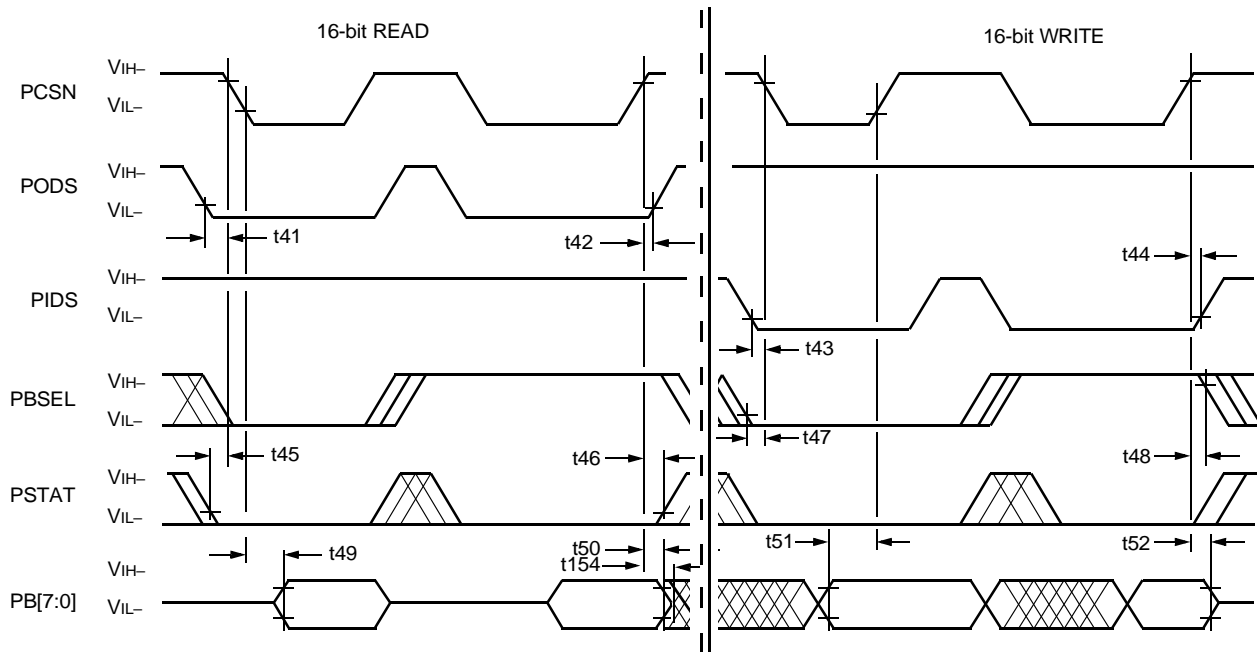 16-bit READ
16-bit WRITE
PCSN
VIH–
VIL–
PODS
VIH–
VIL–
t41
t42
t44
PIDS
VIH–
VIL–
t43
PBSEL
VIH–
VIL–
t45
t46
t47
t48
PSTAT
VIH–
VIL–
t49
t50
t154
t51
t52
PB[7:0]
VIH–
VIL–